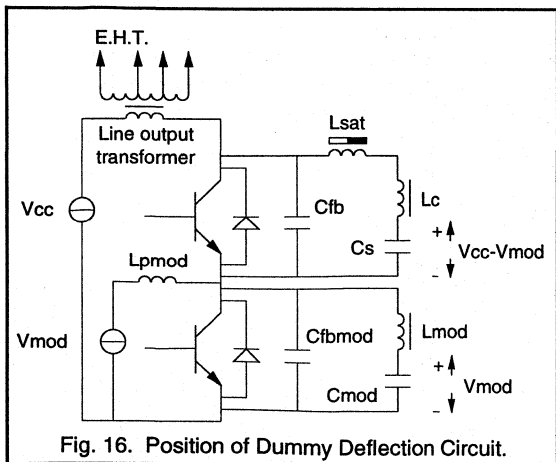 E.H.T.
Line output
transformer
Lsat
Vcc
Cfb
Lc
Cs
+
Vcc-Vmod
-
Lpmod
Vmod
Cfbmod
Lmod
Cmod
+
Vmod
-
Fig. 16. Position of Dummy Deflection Circuit.